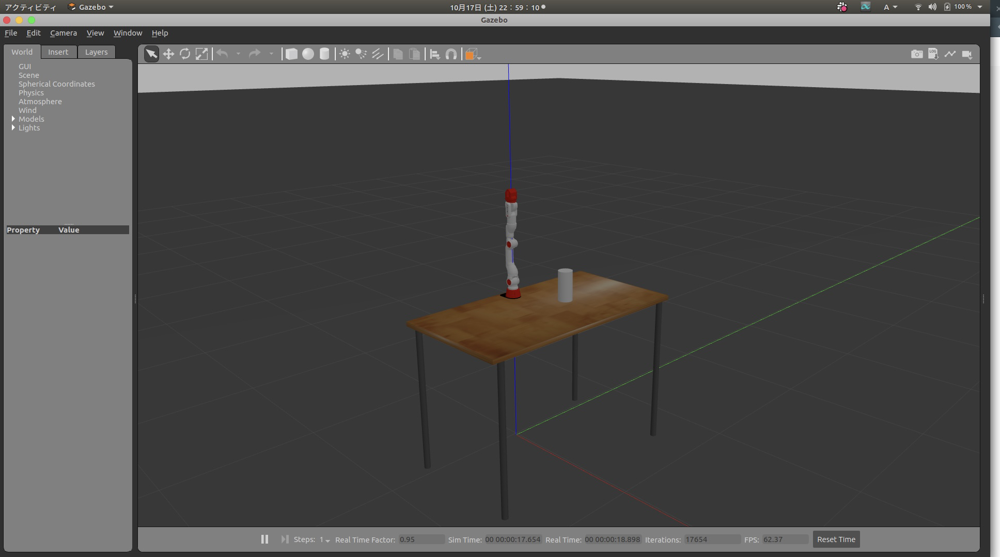 アクティビティ Gazebo 10月17日 (土) 22：59：10 A 100%
Gazebo
File Edit Camera View Window Help
World Insert Layers
LOG
GUI
Scene
Spherical Coordinates
Physics
Atmosphere
Wind
Models
Lights
Property Value
Steps: 1 Real Time Factor: 0.95 Sim Time: 00 00:00:17.654 Real Time: 00 00:00:18.898 Iterations: 17654 FPS: 62.37 Reset Time